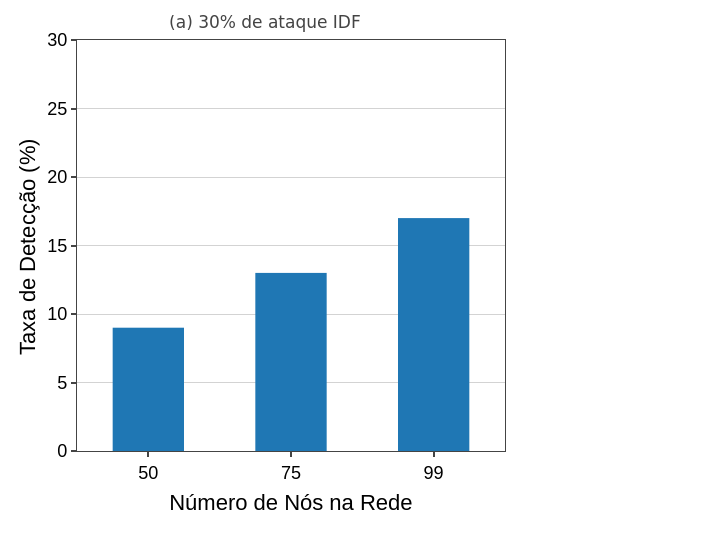 (a) 30% de ataque IDF
30
25
20
15
10
5
0
Taxa de Detecção (%)
50 75 99
Número de Nós na Rede